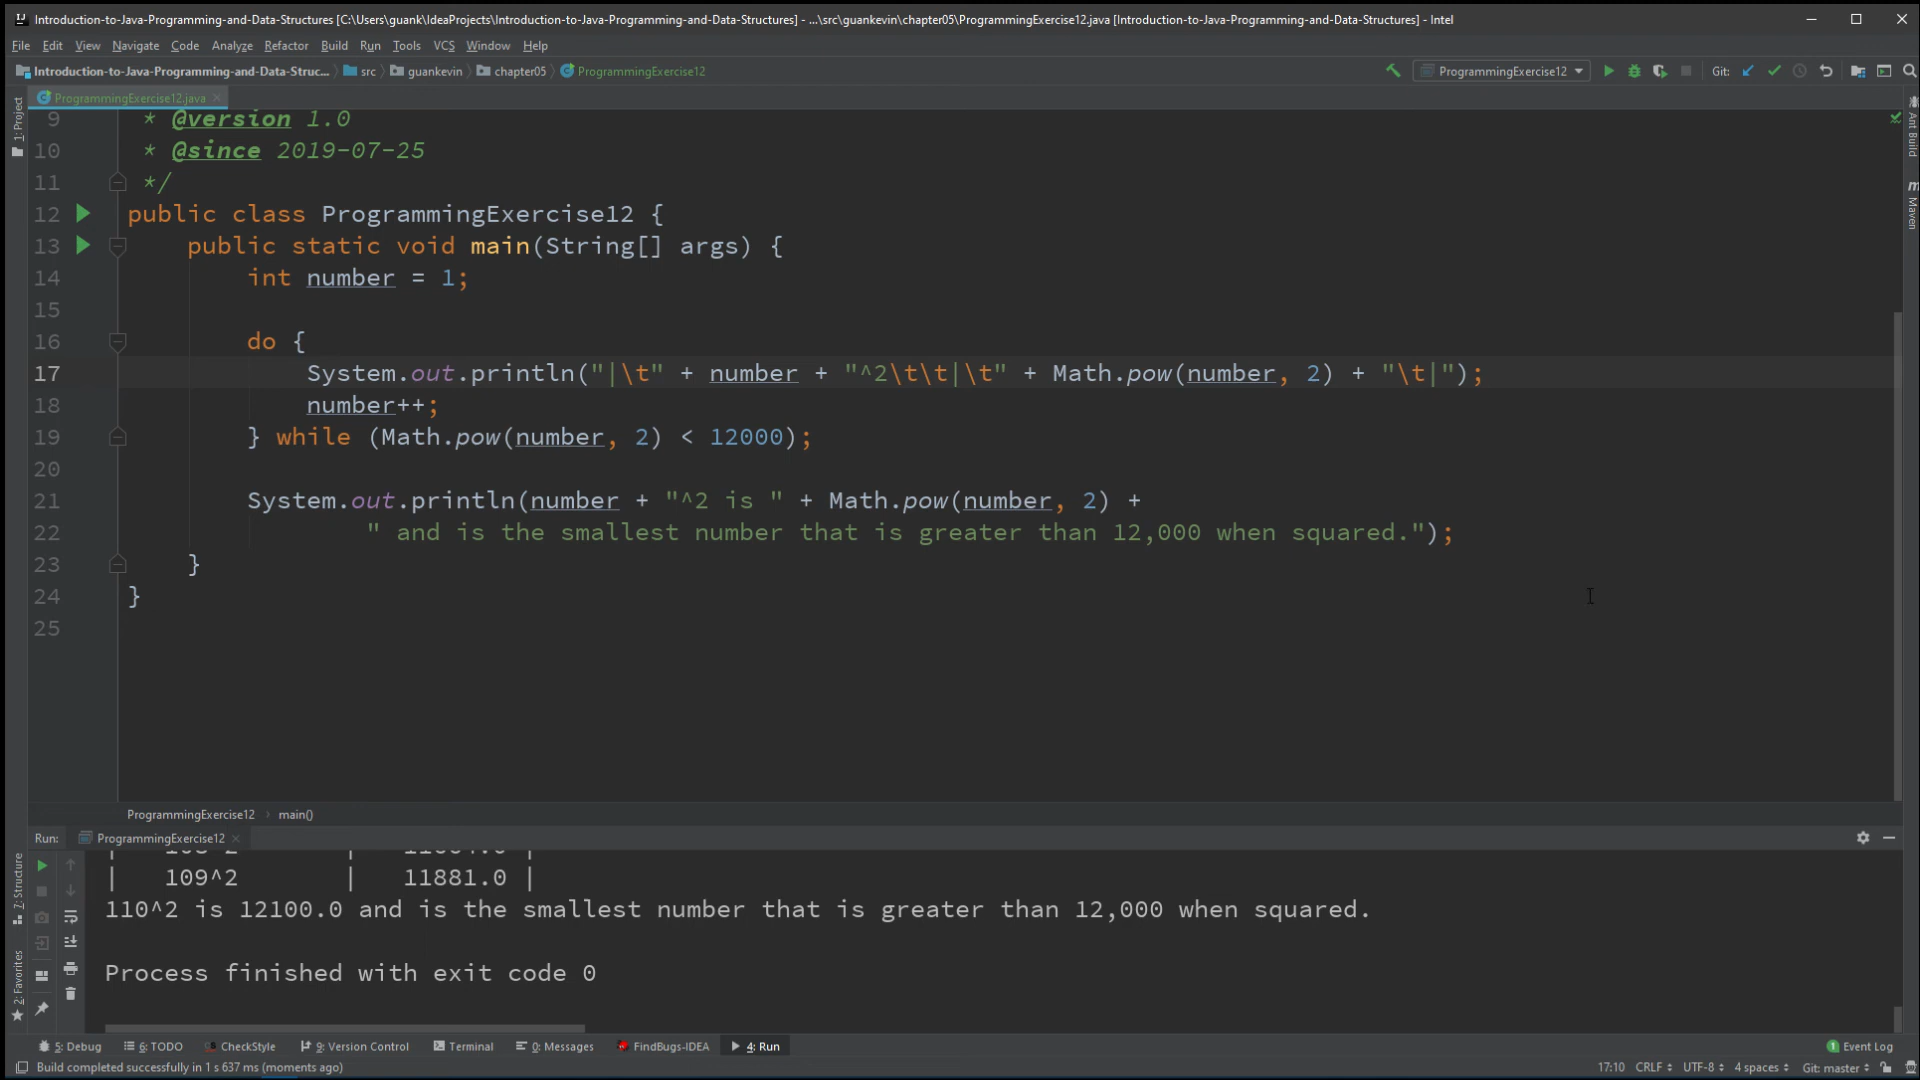 Introduction-to-Java-Programming-and-Data-Structures [C:\Users\guank\IdeaProjects\Introduction-to-Java-Programming-and-Data-Structures] - ...\src\guankevin\chapter05\ProgrammingExercise12.java [Introduction-to-Java-Programming-and-Data-Structures] - Intel
File Edit View Navigate Code Analyze Refactor Build Run Tools VCS Window Help
Introduction-to-Java-Programming-and-Data-Struc... src guankevin chapter05 ProgrammingExercise12 ProgrammingExercise12 Git:
ProgrammingExercise12.java
1: Project
Ant Build
Maven
9 * @version 1.0
10 * @since 2019-07-25
11 */
12 public class ProgrammingExercise12 {
13 public static void main(String[] args) {
14 int number = 1;
15
16 do {
17 System.out.println("|\t" + number + "^2\t\t|\t" + Math.pow(number, 2) + "\t|");
18 number++;
19 } while (Math.pow(number, 2) < 12000);
20
21 System.out.println(number + "^2 is " + Math.pow(number, 2) +
22 " and is the smallest number that is greater than 12,000 when squared.");
23 }
24 }
25
ProgrammingExercise12 main()
Run: ProgrammingExercise12
7: Structure
2: Favorites
| 109^2 | 11881.0 |
110^2 is 12100.0 and is the smallest number that is greater than 12,000 when squared.
Process finished with exit code 0
5: Debug 6: TODO CheckStyle 9: Version Control Terminal 0: Messages FindBugs-IDEA 4: Run 1 Event Log
Build completed successfully in 1 s 637 ms (moments ago) 17:10 CRLF UTF-8 4 spaces Git: master